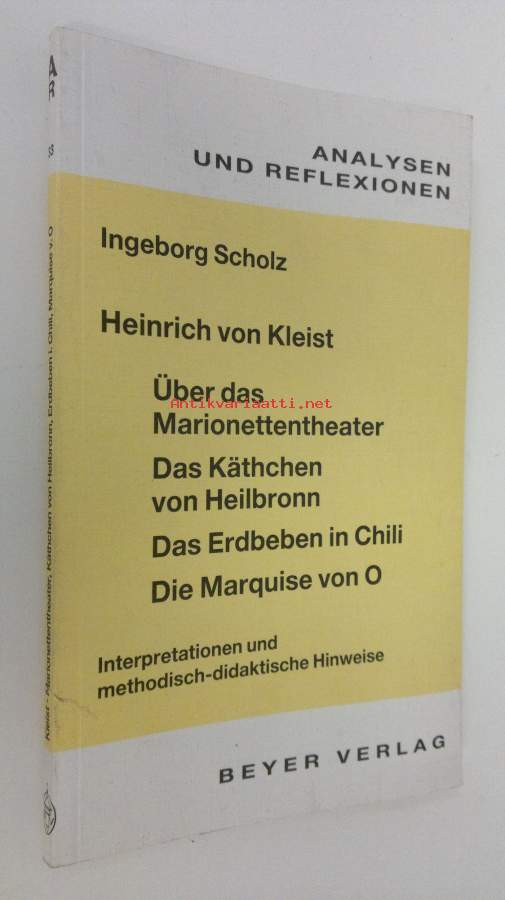 ANALYSEN
UND REFLEXIONEN
Ingeborg Scholz
Heinrich von Kleist
Über das
Antikvariaatti.net
Marionettentheater
Das Käthchen
von Heilbronn
Das Erdbeben in Chili
Die Marquise von O
Interpretationen und
methodisch-didaktische Hinweise
BEYER VERLAG
Kleist - Marionettentheater, Käthchen von Heilbronn, Erdbeben i. Chili, Marquise v. O
A
R